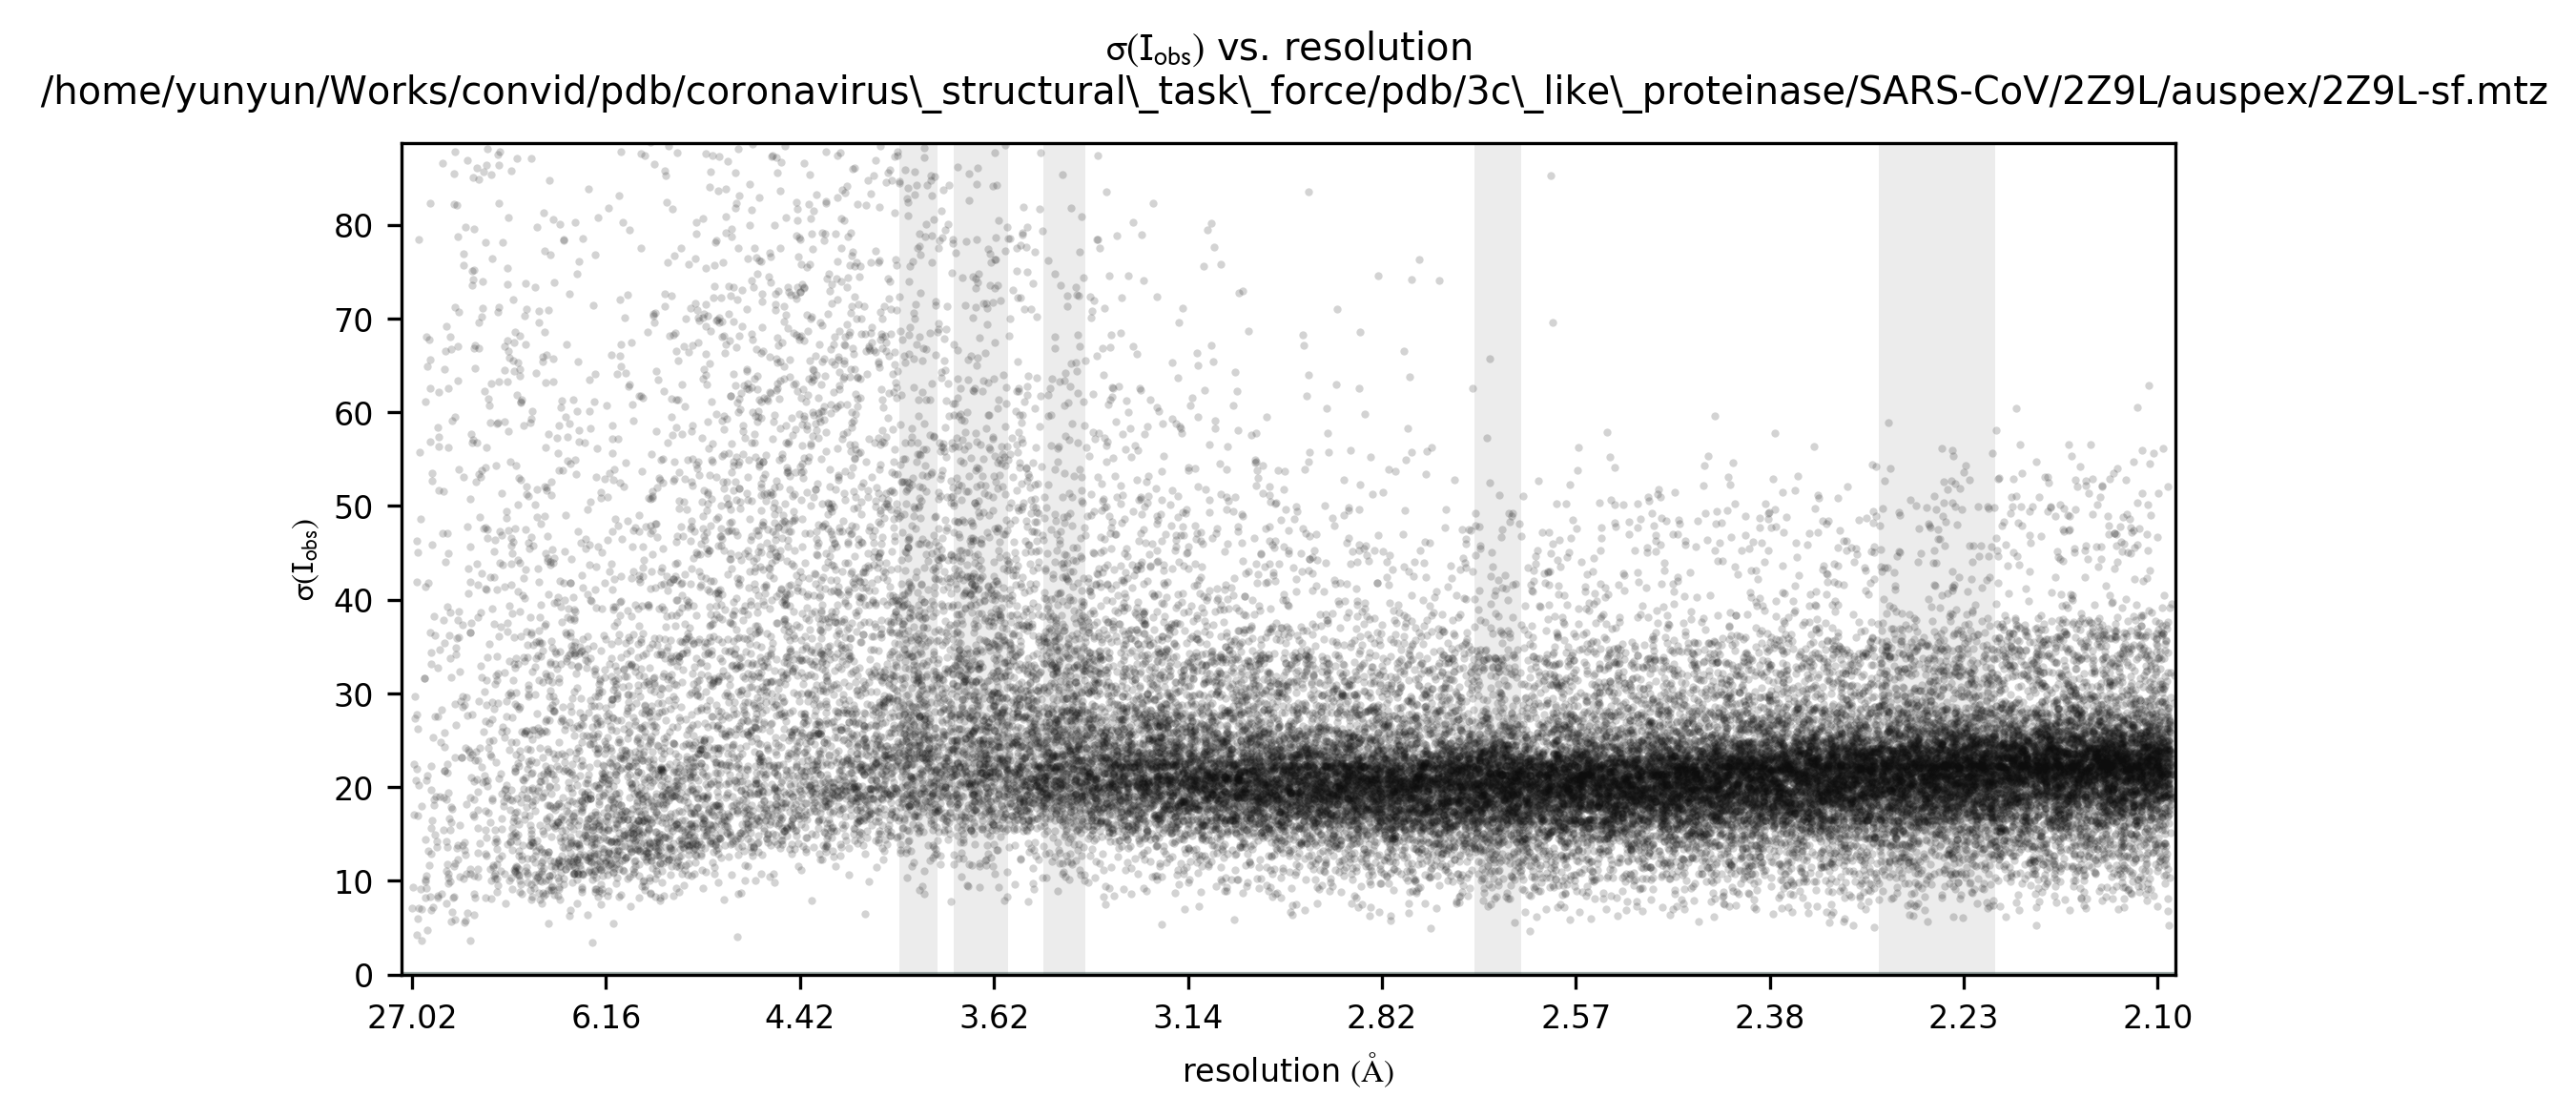 σ(I_obs) vs. resolution
/home/yunyun/Works/convid/pdb/coronavirus\_structural\_task\_force/pdb/3c\_like\_proteinase/SARS-CoV/2Z9L/auspex/2Z9L-sf.mtz
80
70
60
50
40
30
20
10
0
σ(I_obs)
27.02 6.16 4.42 3.62 3.14 2.82 2.57 2.38 2.23 2.10
resolution (Å)